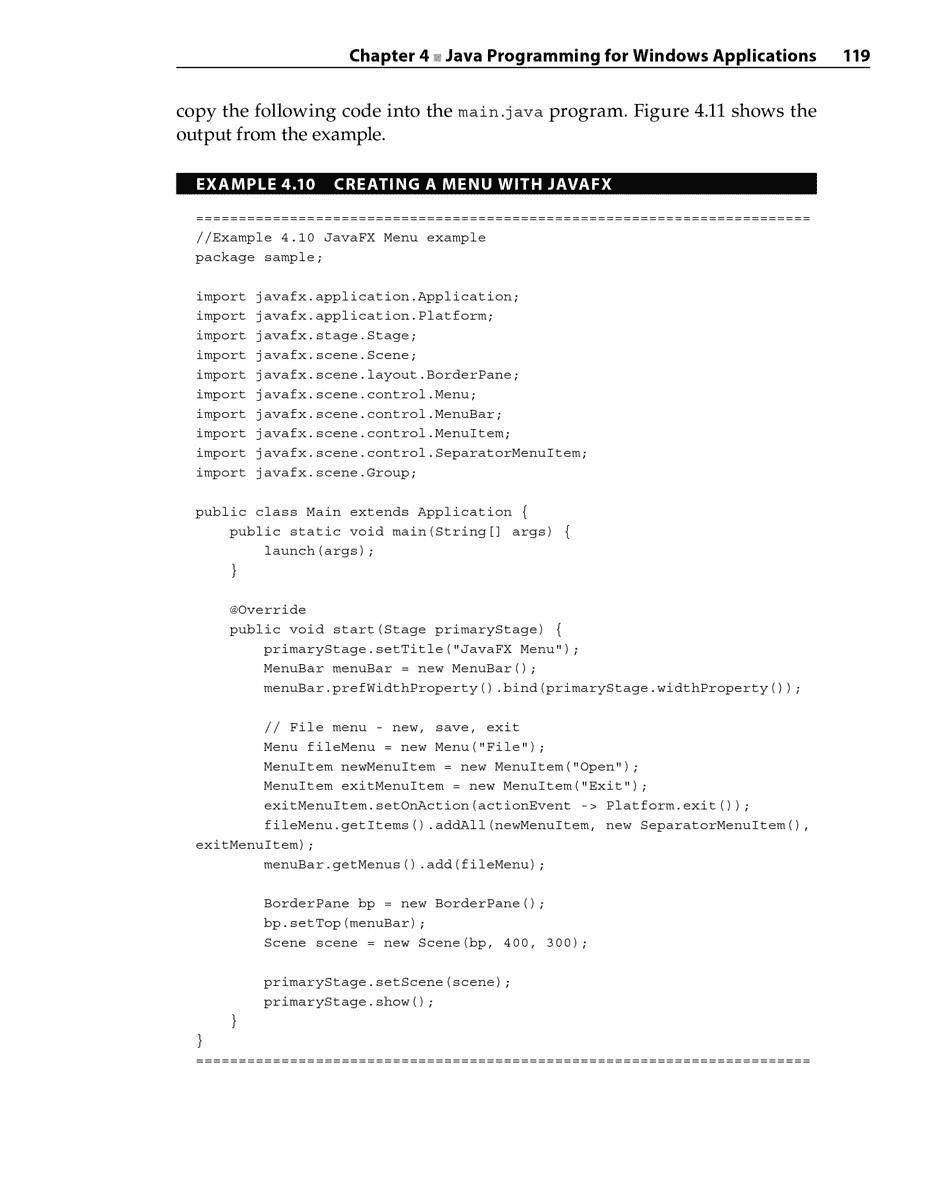 Chapter 4 ■ Java Programming for Windows Applications 119
copy the following code into the main.java program. Figure 4.11 shows the
output from the example.
EXAMPLE 4.10 CREATING A MENU WITH JAVAFX
========================================================================
//Example 4.10 JavaFX Menu example
package sample;

import javafx.application.Application;
import javafx.application.Platform;
import javafx.stage.Stage;
import javafx.scene.Scene;
import javafx.scene.layout.BorderPane;
import javafx.scene.control.Menu;
import javafx.scene.control.MenuBar;
import javafx.scene.control.MenuItem;
import javafx.scene.control.SeparatorMenuItem;
import javafx.scene.Group;

public class Main extends Application {
    public static void main(String[] args) {
        launch(args);
    }

    @Override
    public void start(Stage primaryStage) {
        primaryStage.setTitle("JavaFX Menu");
        MenuBar menuBar = new MenuBar();
        menuBar.prefWidthProperty().bind(primaryStage.widthProperty());

        // File menu - new, save, exit
        Menu fileMenu = new Menu("File");
        MenuItem newMenuItem = new MenuItem("Open");
        MenuItem exitMenuItem = new MenuItem("Exit");
        exitMenuItem.setOnAction(actionEvent -> Platform.exit());
        fileMenu.getItems().addAll(newMenuItem, new SeparatorMenuItem(),
exitMenuItem);
        menuBar.getMenus().add(fileMenu);

        BorderPane bp = new BorderPane();
        bp.setTop(menuBar);
        Scene scene = new Scene(bp, 400, 300);

        primaryStage.setScene(scene);
        primaryStage.show();
    }
}
========================================================================